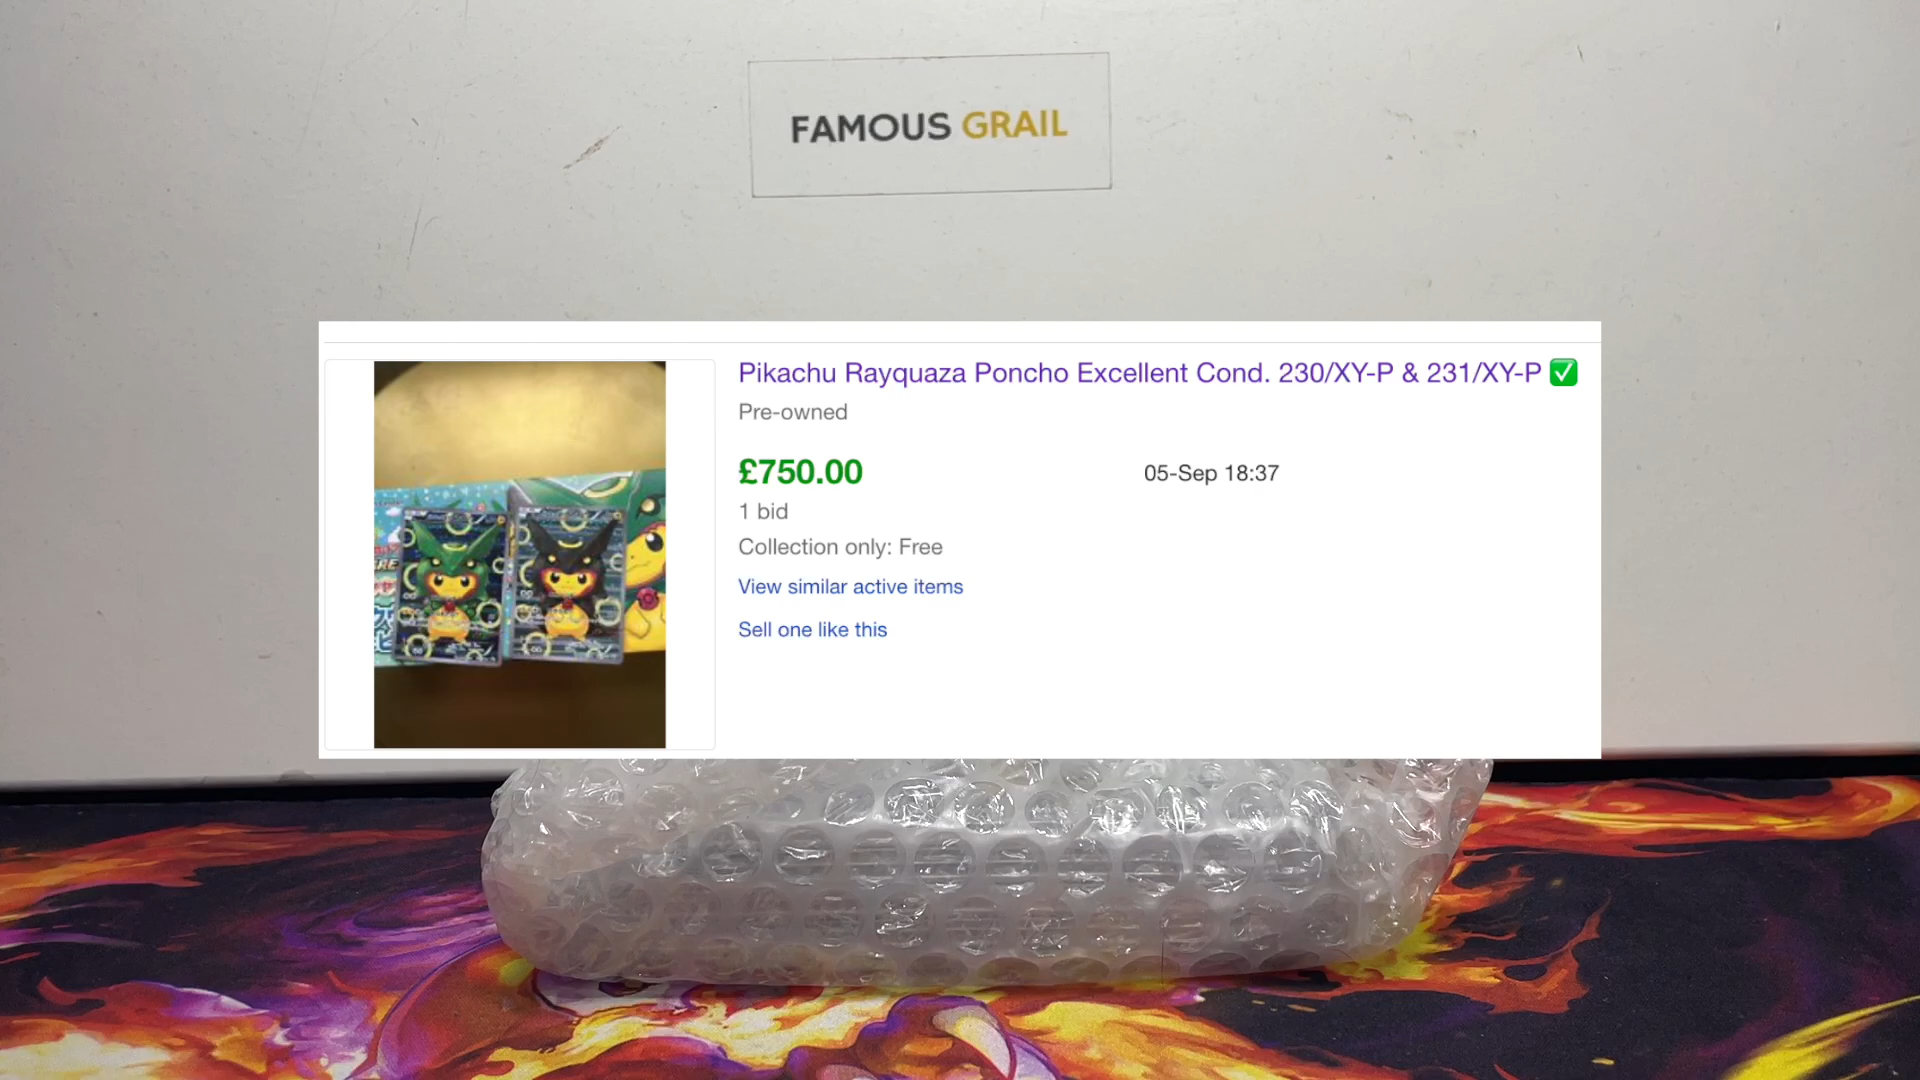 FAMOUS GRAIL
Pikachu Rayquaza Poncho Excellent Cond. 230/XY-P & 231/XY-P ✅
Pre-owned
£750.00
05-Sep 18:37
1 bid
Collection only: Free
View similar active items
Sell one like this